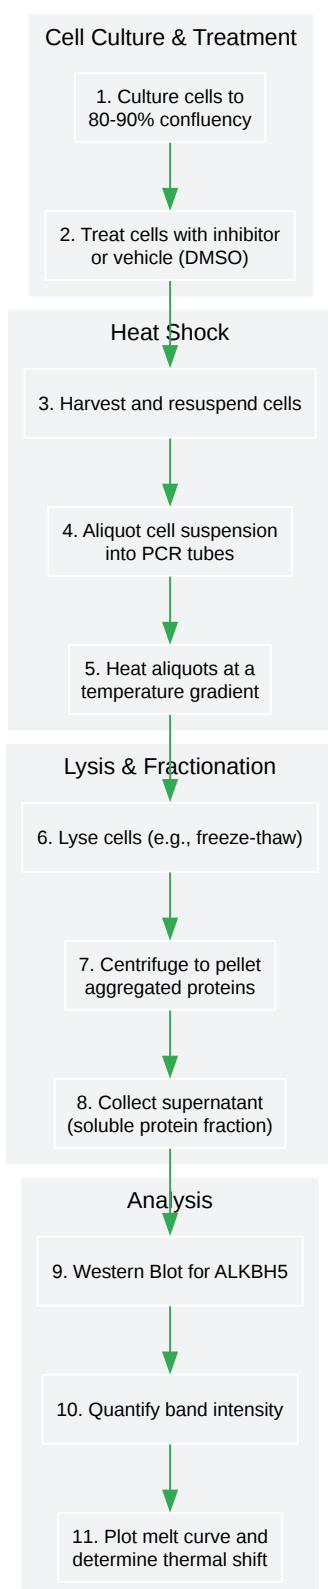 Cell Culture & Treatment
1. Culture cells to
80-90% confluency
2. Treat cells with inhibitor
or vehicle (DMSO)
Heat Shock
3. Harvest and resuspend cells
4. Aliquot cell suspension
into PCR tubes
5. Heat aliquots at a
temperature gradient
Lysis & Fractionation
6. Lyse cells (e.g., freeze-thaw)
7. Centrifuge to pellet
aggregated proteins
8. Collect supernatant
(soluble protein fraction)
Analysis
9. Western Blot for ALKBH5
10. Quantify band intensity
11. Plot melt curve and
determine thermal shift